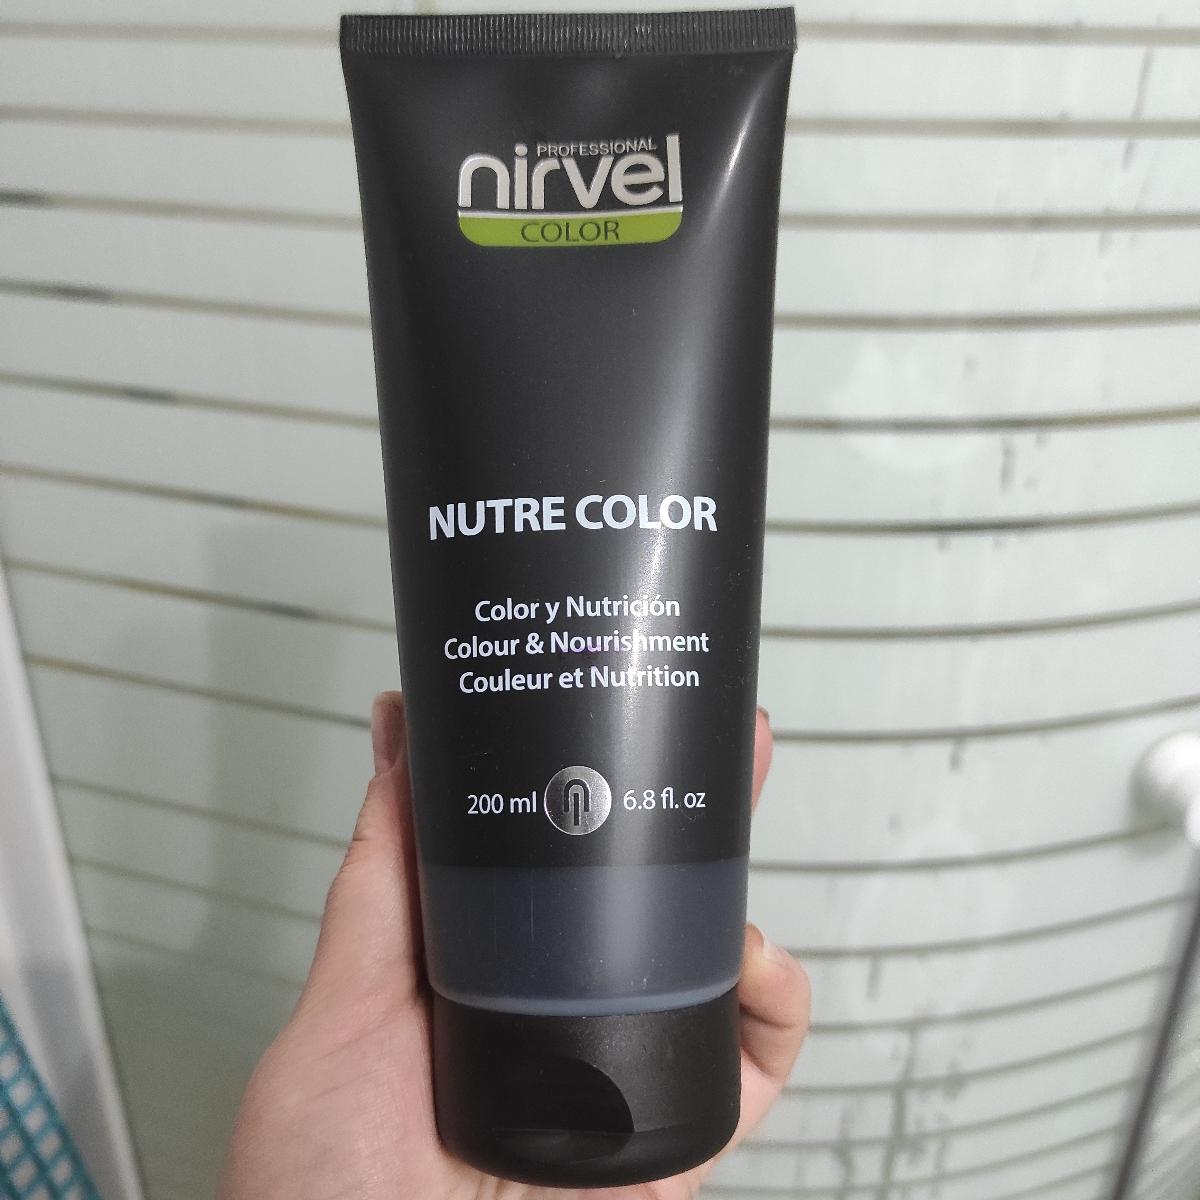 PROFESSIONAL
nirvel
COLOR
NUTRE COLOR
Color y Nutrición
Colour & Nourishment
Couleur et Nutrition
200 ml 6.8 fl. oz